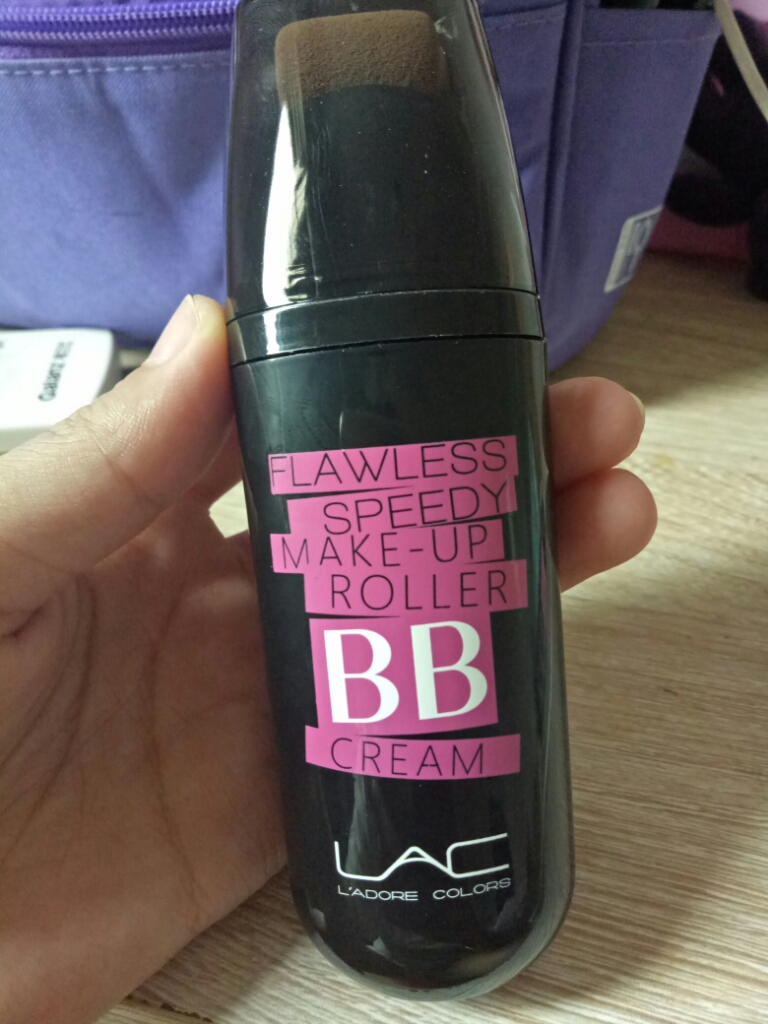 FLAWLESS
SPEEDY
MAKE-UP
ROLLER
BB
CREAM
LAC
L'ADORE COLORS